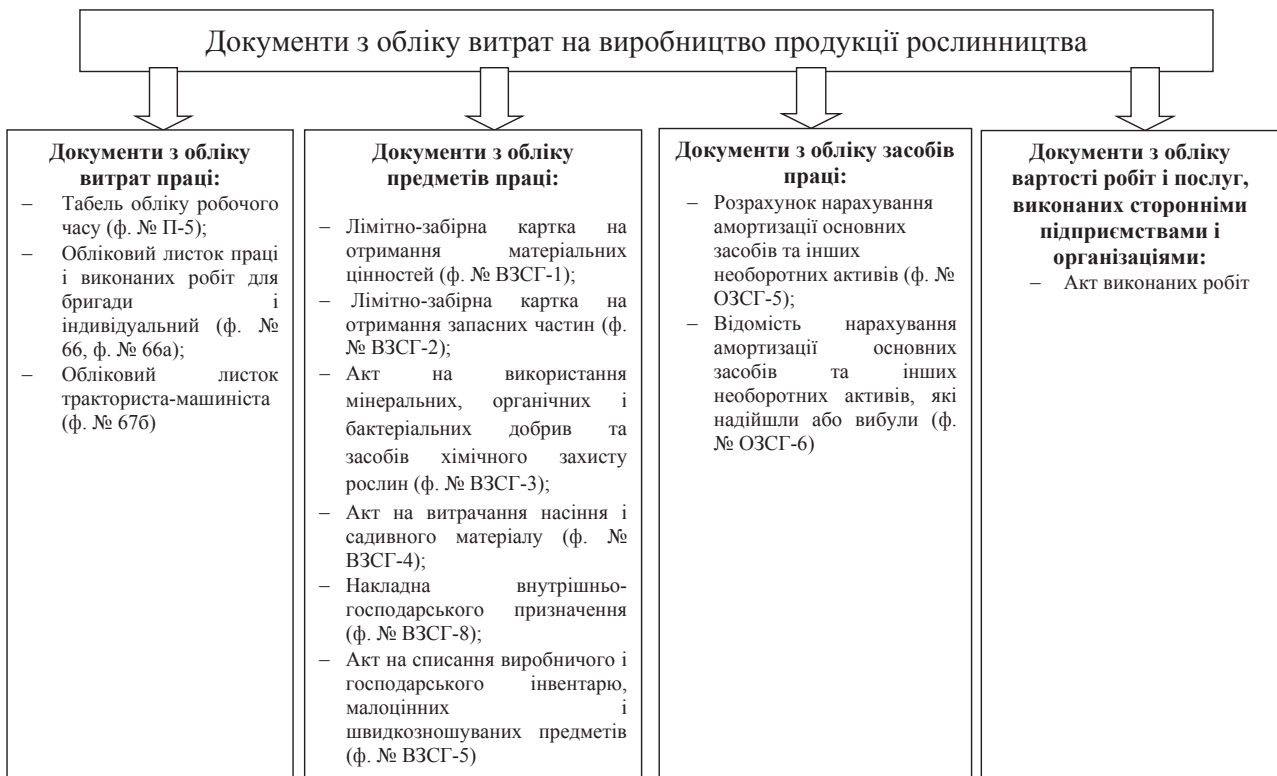 Документи з обліку витрат на виробництво продукції рослинництва
Документи з обліку
витрат праці:
– Табель обліку робочого
часу (ф. № П-5);
– Обліковий листок праці
і виконаних робіт для
бригади і
індивідуальний (ф. №
66, ф. № 66а);
– Обліковий листок
тракториста-машиніста
(ф. № 67б)
Документи з обліку
предметів праці:
– Лімітно-забірна картка на
отримання матеріальних
цінностей (ф. № ВЗСГ-1);
– Лімітно-забірна картка на
отримання запасних частин (ф.
№ ВЗСГ-2);
– Акт на використання
мінеральних, органічних і
бактеріальних добрив та
засобів хімічного захисту
рослин (ф. № ВЗСГ-3);
– Акт на витрачання насіння і
садивного матеріалу (ф. №
ВЗСГ-4);
– Накладна внутрішньо-
господарського призначення
(ф. № ВЗСГ-8);
– Акт на списання виробничого і
господарського інвентарю,
малоцінних і
швидкозношуваних предметів
(ф. № ВЗСГ-5)
Документи з обліку засобів
праці:
– Розрахунок нарахування
амортизації основних
засобів та інших
необоротних активів (ф. №
ОЗСГ-5);
– Відомість нарахування
амортизації основних
засобів та інших
необоротних активів, які
надійшли або вибули (ф.
№ ОЗСГ-6)
Документи з обліку
вартості робіт і послуг,
виконаних сторонніми
підприємствами і
організаціями:
– Акт виконаних робіт